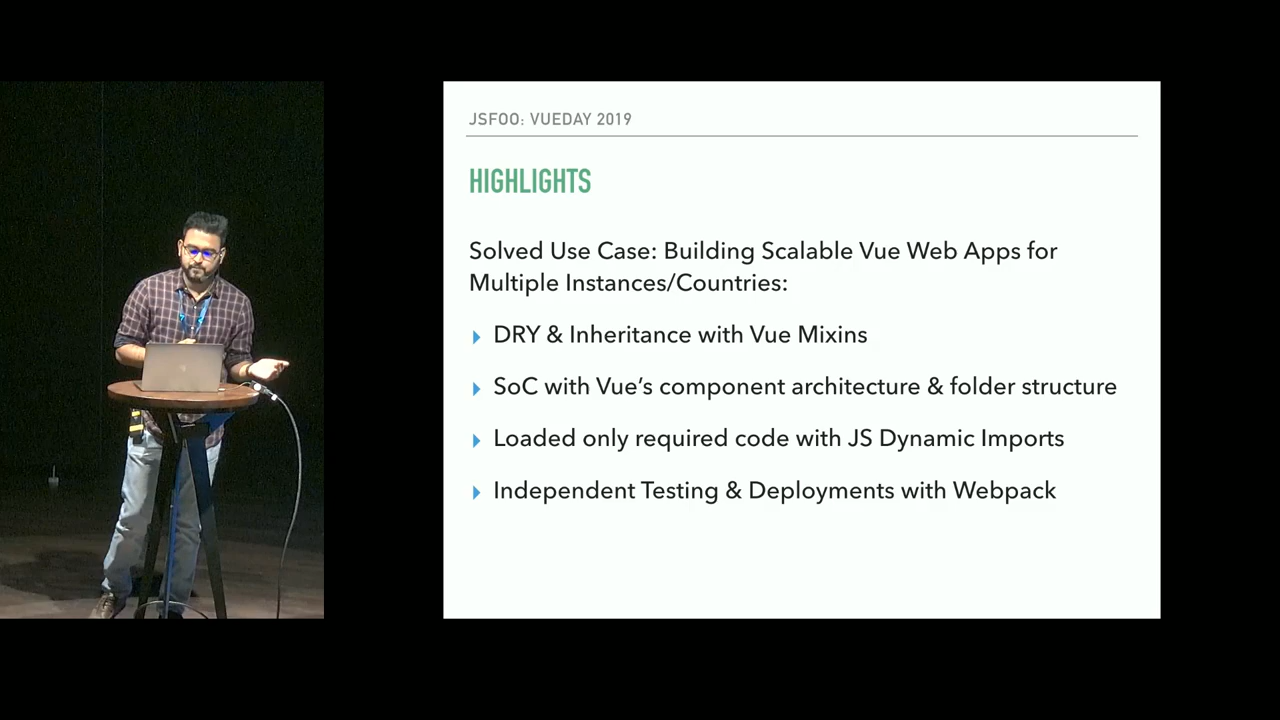 JSFOO: VUEDAY 2019
HIGHLIGHTS
Solved Use Case: Building Scalable Vue Web Apps for
Multiple Instances/Countries:
DRY & Inheritance with Vue Mixins
SoC with Vue's component architecture & folder structure
Loaded only required code with JS Dynamic Imports
Independent Testing & Deployments with Webpack